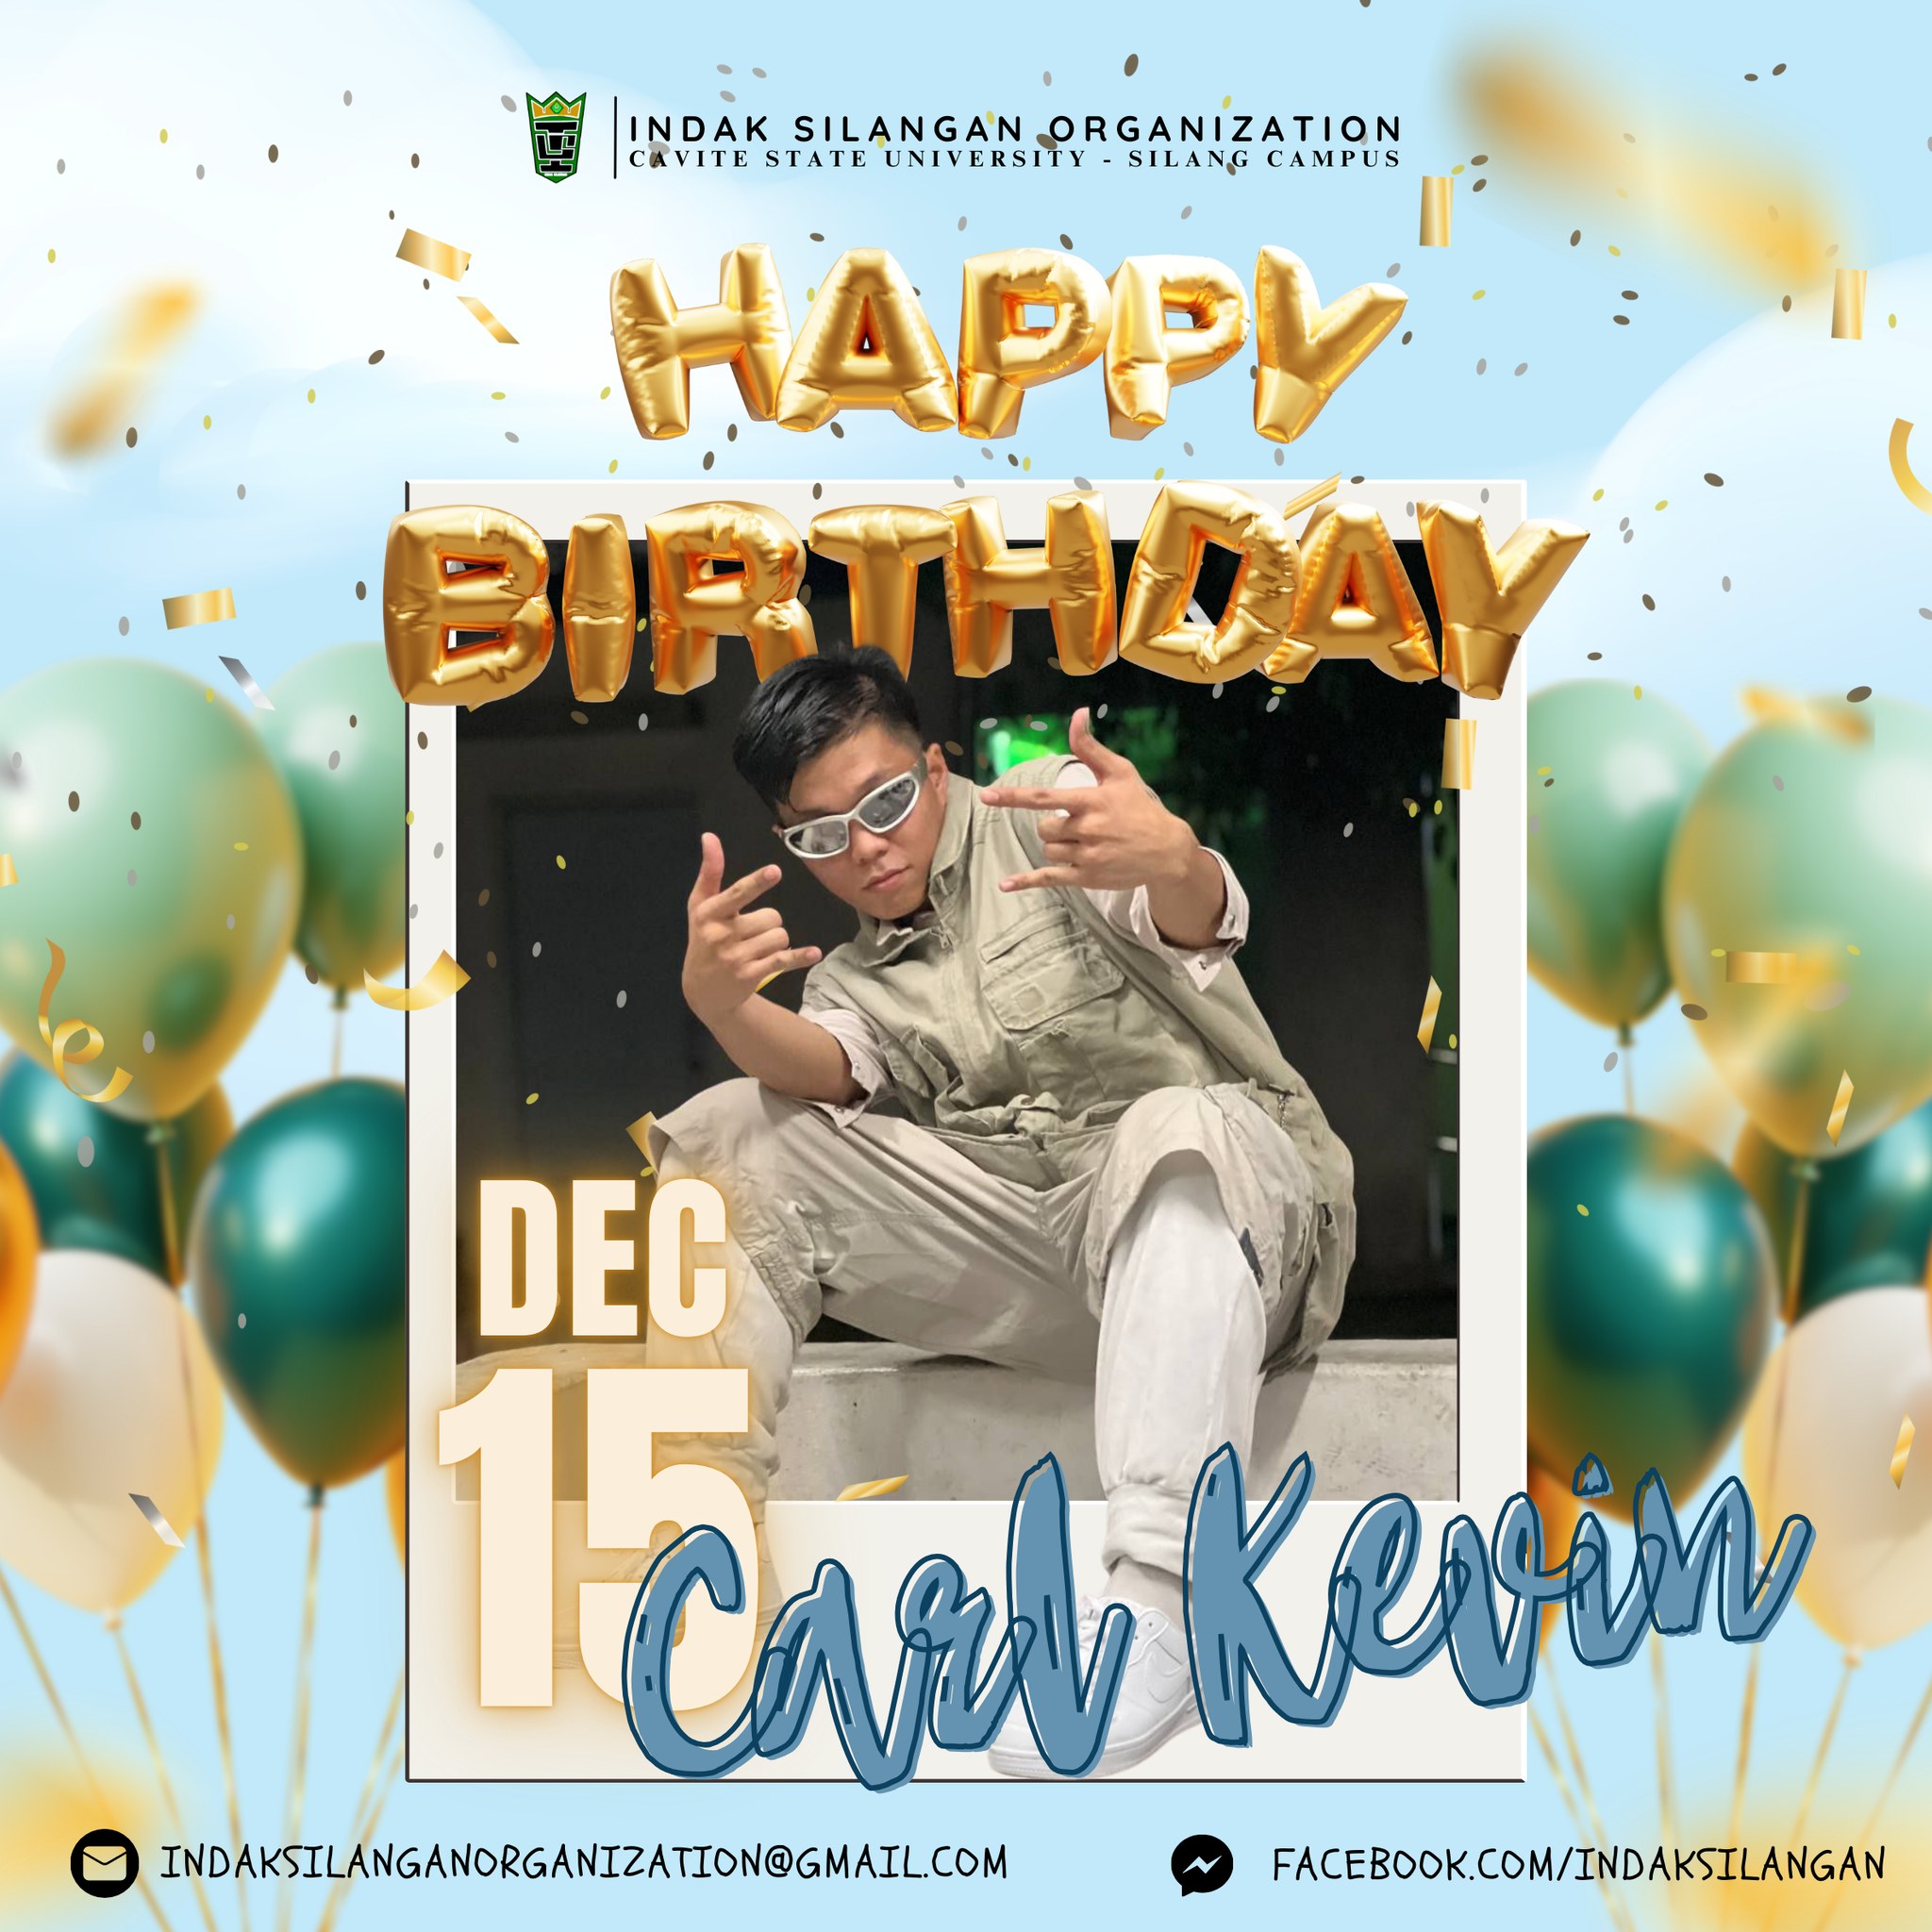 INDAK SILANGAN ORGANIZATION
CAVITE STATE UNIVERSITY - SILANG CAMPUS
HAPPY
BIRTHDAY
DEC
15
Carl Kevin
INDAKSILANGANORGANIZATION@GMAIL.COM
FACEBOOK.COM/INDAKSILANGAN